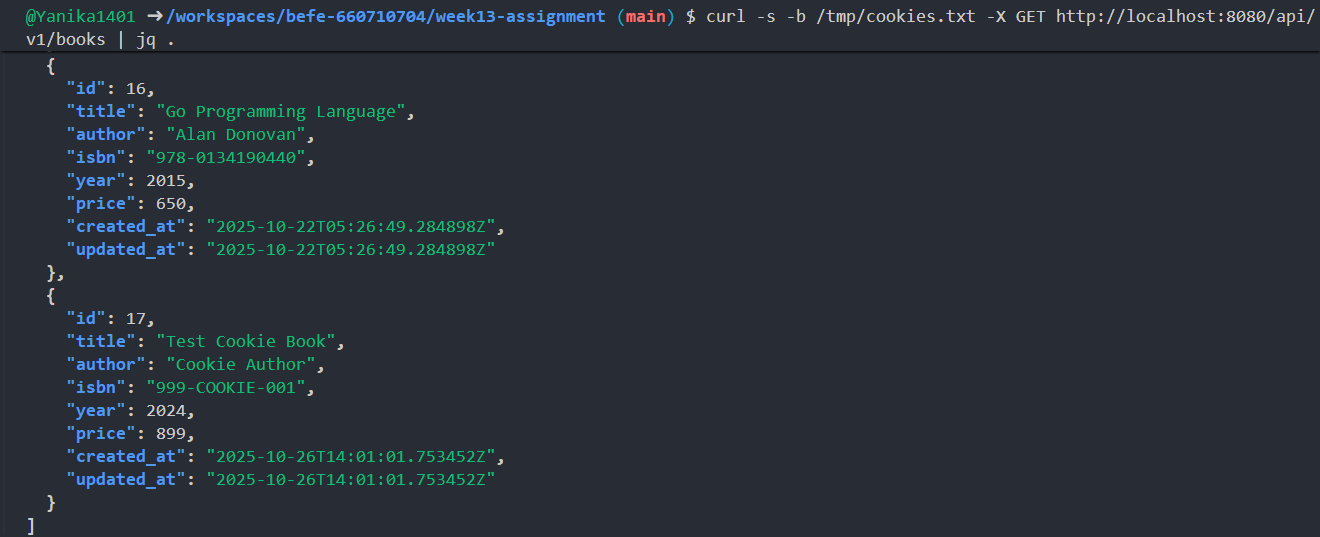 @Yanika1401 ➜/workspaces/befe-660710704/week13-assignment (main) $ curl -s -b /tmp/cookies.txt -X GET http://localhost:8080/api/
v1/books | jq .
  {
    "id": 16,
    "title": "Go Programming Language",
    "author": "Alan Donovan",
    "isbn": "978-0134190440",
    "year": 2015,
    "price": 650,
    "created_at": "2025-10-22T05:26:49.284898Z",
    "updated_at": "2025-10-22T05:26:49.284898Z"
  },
  {
    "id": 17,
    "title": "Test Cookie Book",
    "author": "Cookie Author",
    "isbn": "999-COOKIE-001",
    "year": 2024,
    "price": 899,
    "created_at": "2025-10-26T14:01:01.753452Z",
    "updated_at": "2025-10-26T14:01:01.753452Z"
  }
]